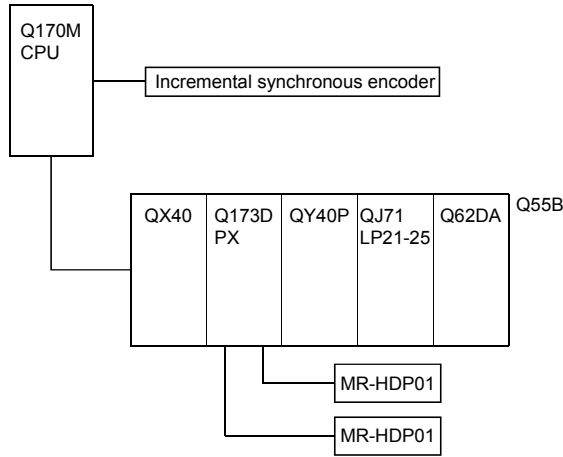 Q170M
CPU
Incremental synchronous encoder
QX40
Q173D
PX
QY40P
QJ71
LP21-25
Q62DA
Q55B
MR-HDP01
MR-HDP01